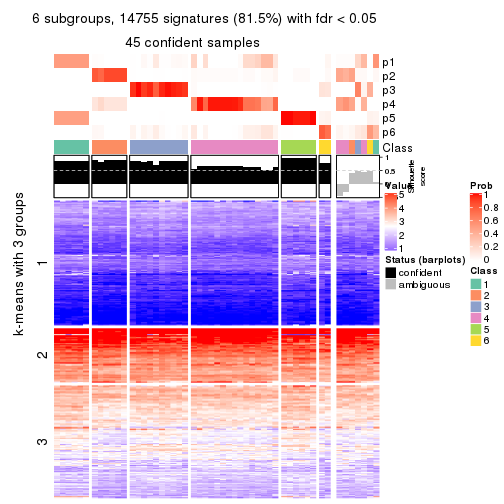 6 subgroups, 14755 signatures (81.5%) with fdr < 0.05
45 confident samples
p1
p2
p3
p4
p5
p6
Class
1
0.5
0
Silhouette
score
k-means with 3 groups
1
2
3
Value
5
4
3
2
1
Status (barplots)
confident
ambiguous
Prob
1
0.8
0.6
0.4
0.2
0
Class
1
2
3
4
5
6